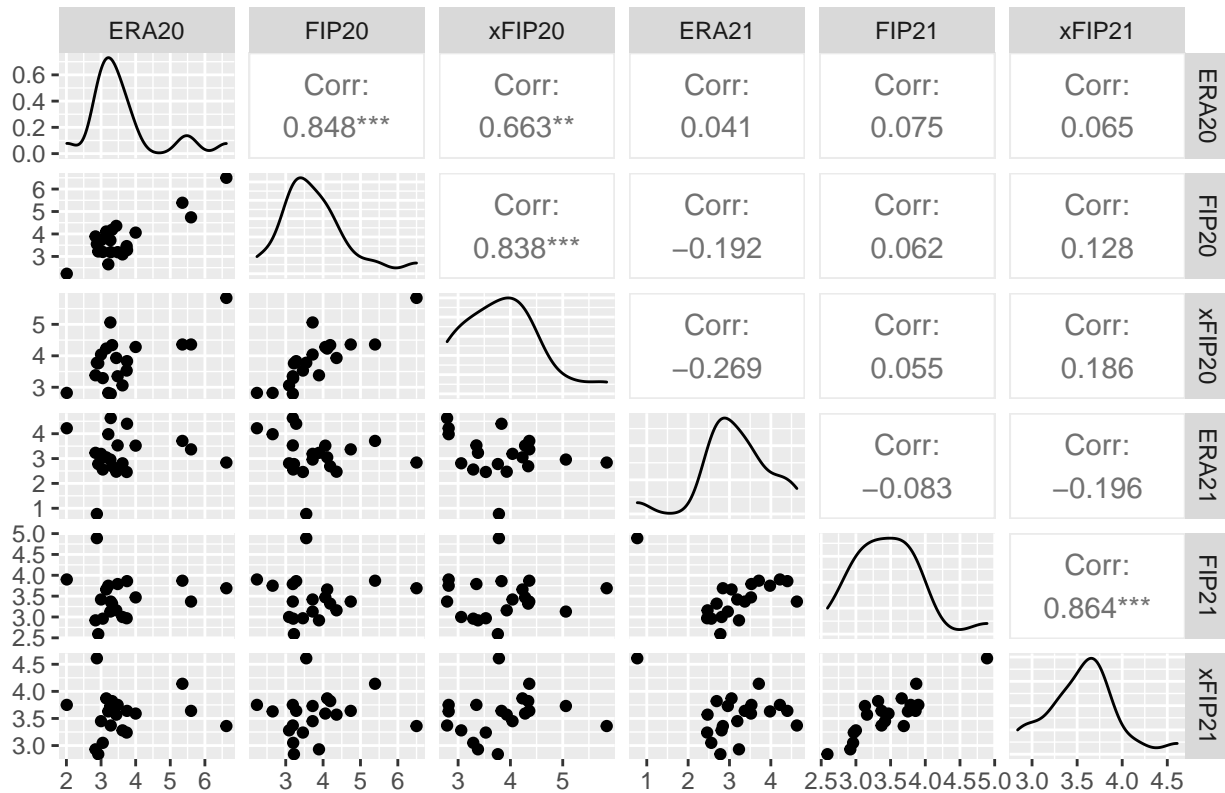 ERA20 FIP20 xFIP20 ERA21 FIP21 xFIP21
0.6
0.4
0.2
0.0
Corr: Corr: Corr: Corr: Corr:
0.848*** 0.663** 0.041 0.075 0.065
ERA20
6
5
4
3
Corr: Corr: Corr: Corr:
0.838*** −0.192 0.062 0.128
FIP20
5
4
3
Corr: Corr: Corr:
−0.269 0.055 0.186
xFIP20
4
3
2
1
Corr: Corr:
−0.083 −0.196
ERA21
5.0
4.5
4.0
3.5
3.0
2.5
Corr:
0.864***
FIP21
4.5
4.0
3.5
3.0
xFIP21
2 3 4 5 6 3 4 5 6 3 4 5 1 2 3 4 2.5 3.0 3.5 4.0 4.5 5.0 3.0 3.5 4.0 4.5